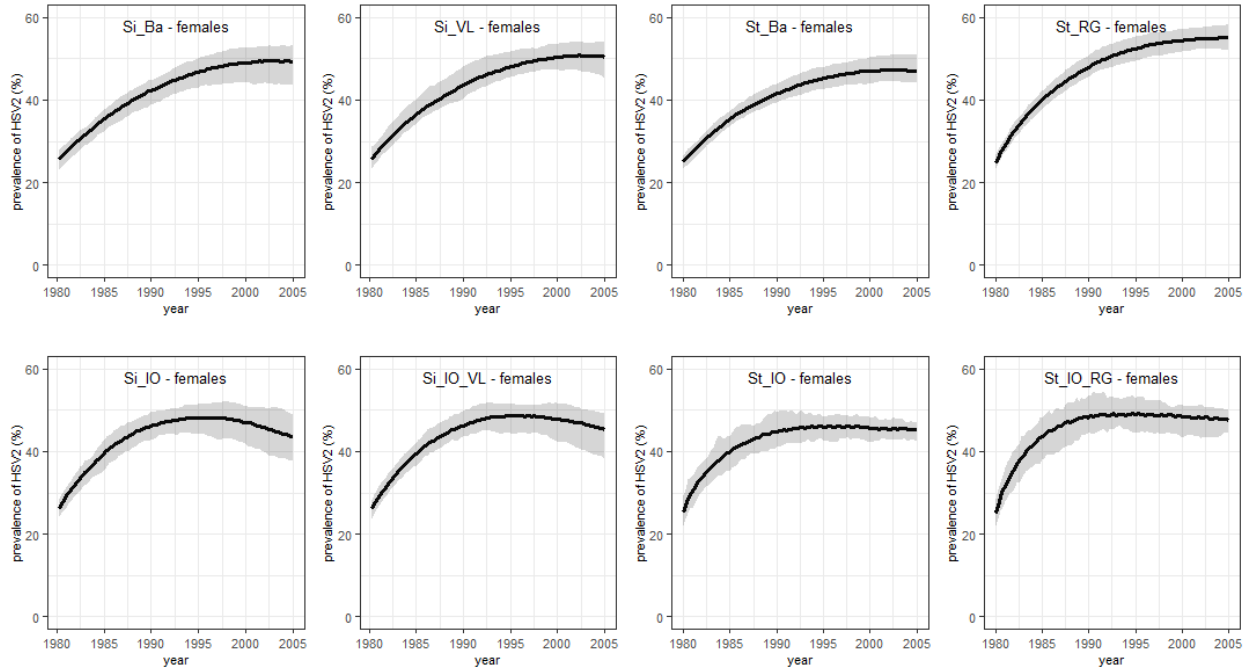 Si_Ba - females
prevalence of HSV2 (%)
60
40
20
0
1980 1985 1990 1995 2000 2005
year
Si_VL - females
prevalence of HSV2 (%)
60
40
20
0
1980 1985 1990 1995 2000 2005
year
St_Ba - females
prevalence of HSV2 (%)
60
40
20
0
1980 1985 1990 1995 2000 2005
year
St_RG - females
prevalence of HSV2 (%)
60
40
20
0
1980 1985 1990 1995 2000 2005
year
Si_IO - females
prevalence of HSV2 (%)
60
40
20
0
1980 1985 1990 1995 2000 2005
year
Si_IO_VL - females
prevalence of HSV2 (%)
60
40
20
0
1980 1985 1990 1995 2000 2005
year
St_IO - females
prevalence of HSV2 (%)
60
40
20
0
1980 1985 1990 1995 2000 2005
year
St_IO_RG - females
prevalence of HSV2 (%)
60
40
20
0
1980 1985 1990 1995 2000 2005
year